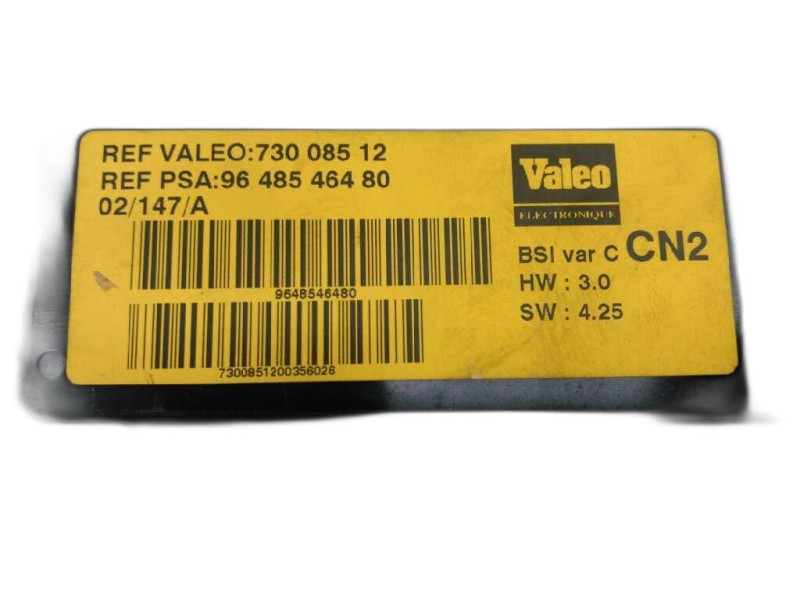 REF VALEO:730 085 12
REF PSA:96 485 464 80
02/147/A
9648546480
7300851200356026
Valeo
ELECTRONIQUE
BSI var C CN2
HW : 3.0
SW : 4.25